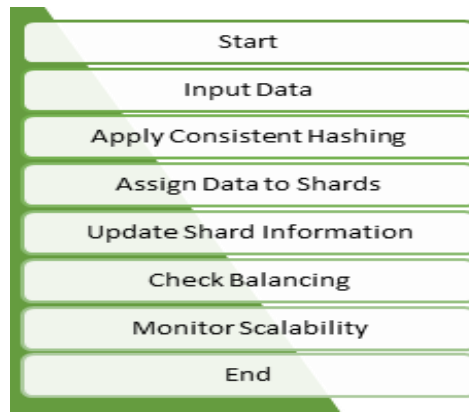 Start
Input Data
Apply Consistent Hashing
Assign Data to Shards
Update Shard Information
Check Balancing
Monitor Scalability
End